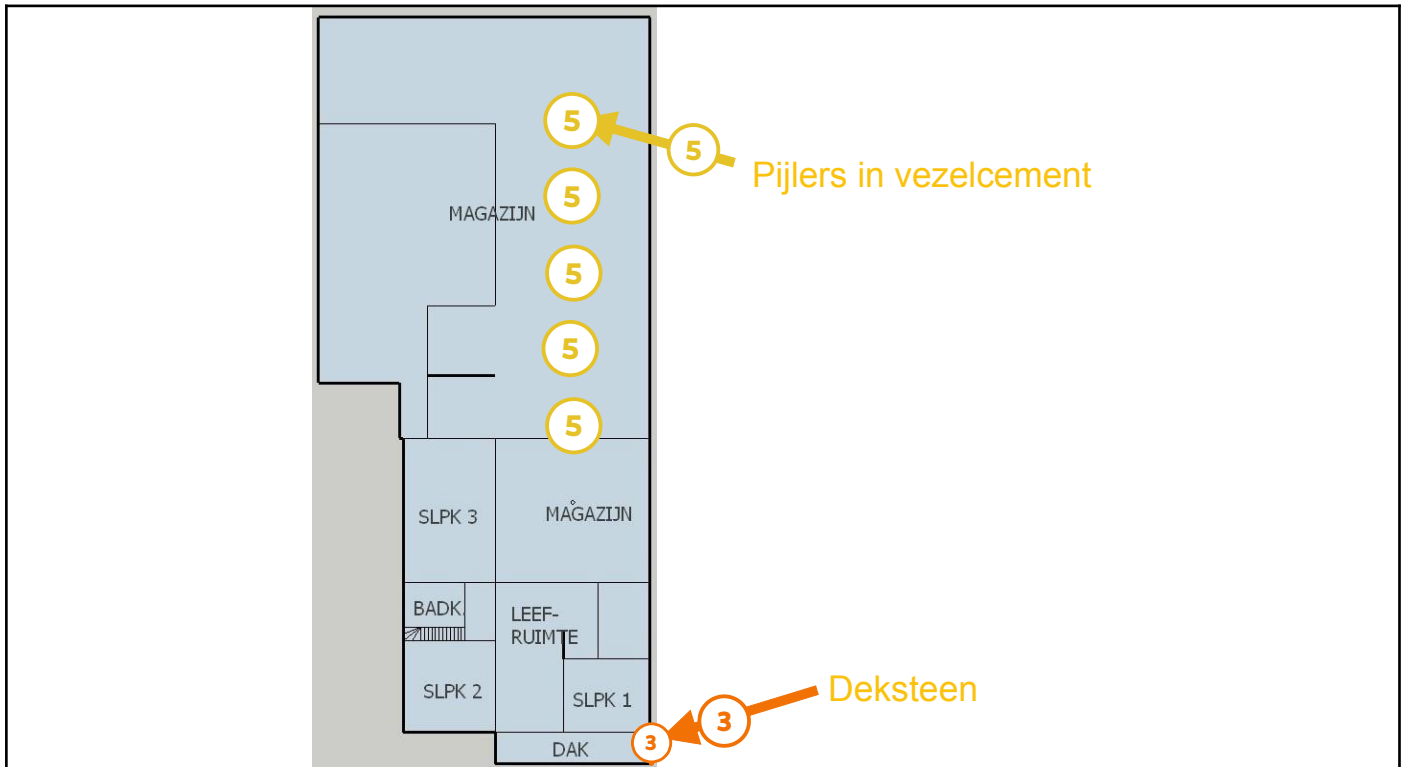 5
5
Pijlers in vezelcement
5
MAGAZIJN
5
5
5
SLPK 3
MAGAZIJN
BADK.
LEEF-
RUIMTE
SLPK 2
SLPK 1
Deksteen
3
3
DAK